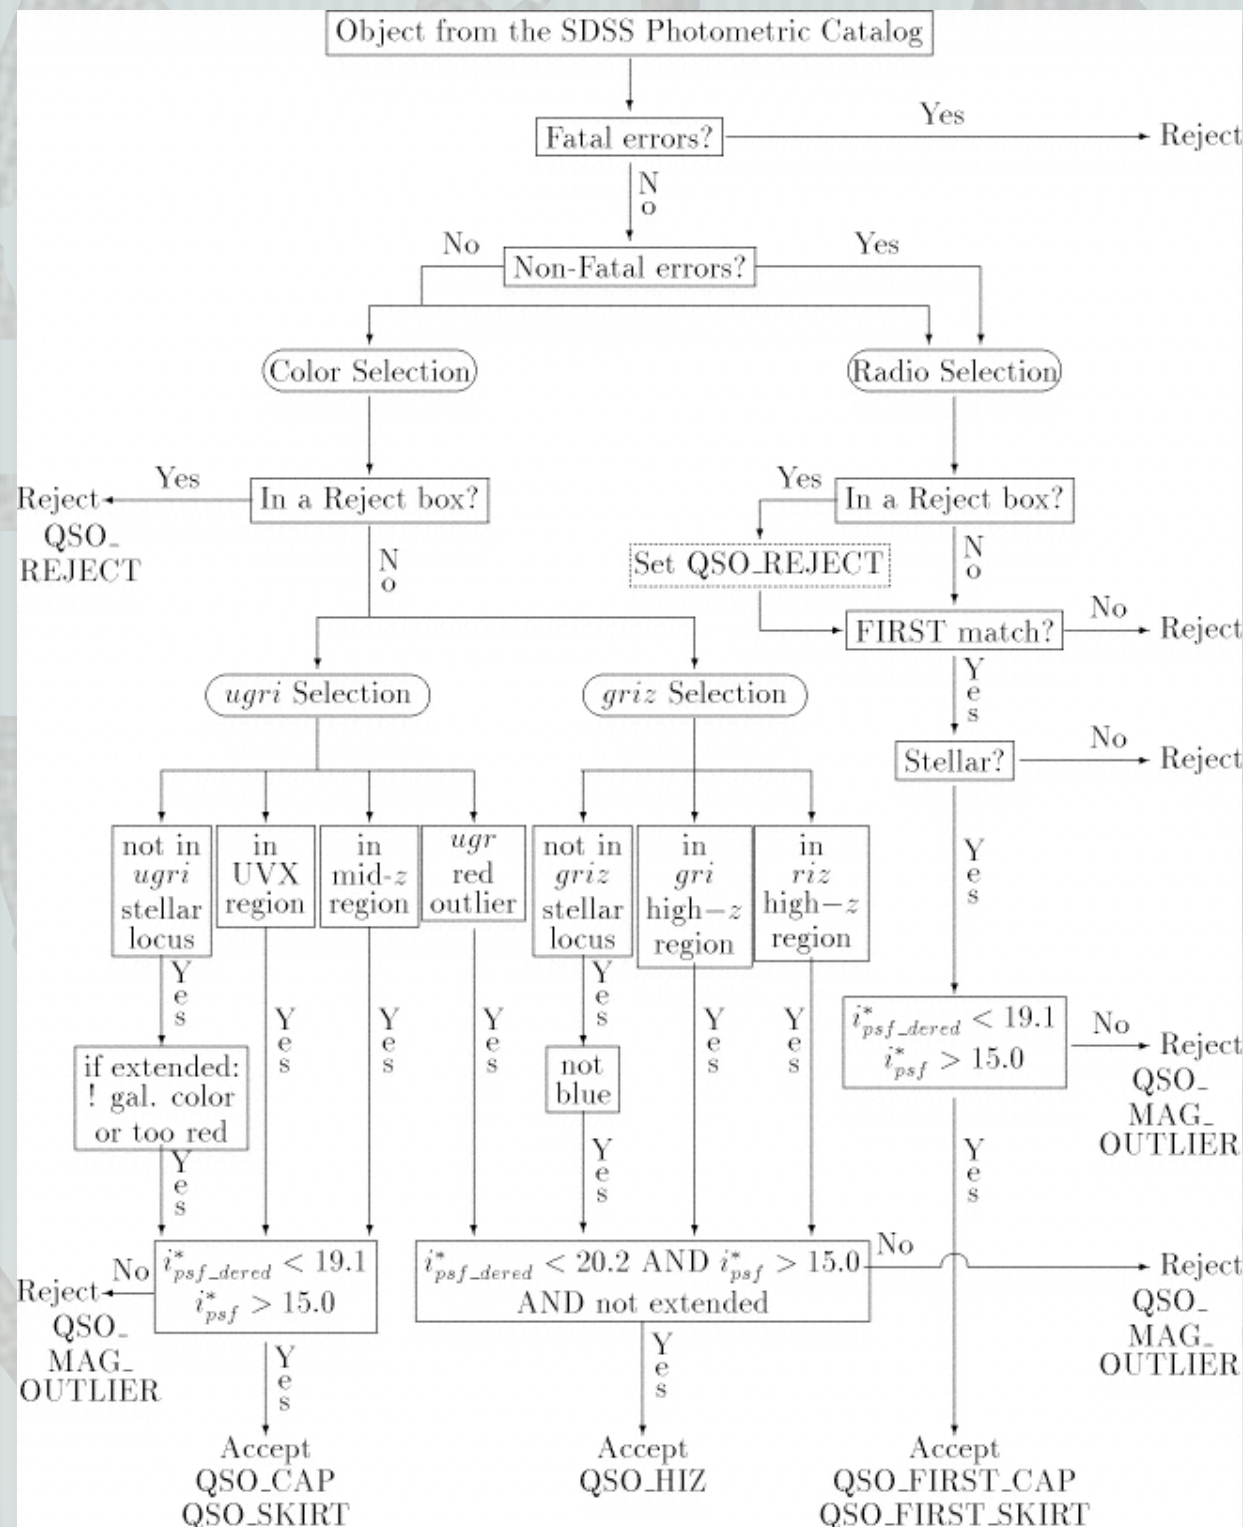 Object from the SDSS Photometric Catalog
Yes
Fatal errors?
Reject
No
No
Yes
Non-Fatal errors?
Color Selection
Radio Selection
Yes
Reject
QSO_
REJECT
In a Reject box?
No
Yes
In a Reject box?
Set QSO_REJECT
No
FIRST match?
No
Reject
Yes
ugri Selection
griz Selection
Stellar?
No
Reject
Yes
not in
ugri
stellar
locus
in
UVX
region
in
mid-z
region
ugr
red
outlier
not in
griz
stellar
locus
in
gri
high-z
region
in
riz
high-z
region
Yes
Yes
Yes
Yes
Yes
Yes
Yes
if extended:
! gal. color
or too red
Yes
not
blue
Yes
i*psf_dered < 19.1
i*psf > 15.0
No
Reject
QSO_
MAG_
OUTLIER
Yes
No
Reject
QSO_
MAG_
OUTLIER
i*psf_dered < 19.1
i*psf > 15.0
i*psf_dered < 20.2 AND i*psf > 15.0
AND not extended
No
Reject
QSO_
MAG_
OUTLIER
Yes
Yes
Accept
QSO_CAP
QSO_SKIRT
Accept
QSO_HIZ
Accept
QSO_FIRST_CAP
QSO_FIRST_SKIRT